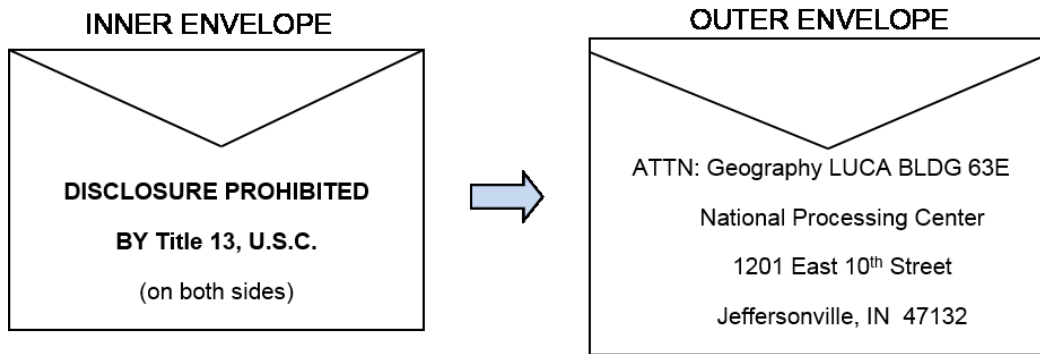 INNER ENVELOPE
DISCLOSURE PROHIBITED
BY Title 13, U.S.C.
(on both sides)
OUTER ENVELOPE
ATTN: Geography LUCA BLDG 63E
National Processing Center
1201 East 10th Street
Jeffersonville, IN 47132